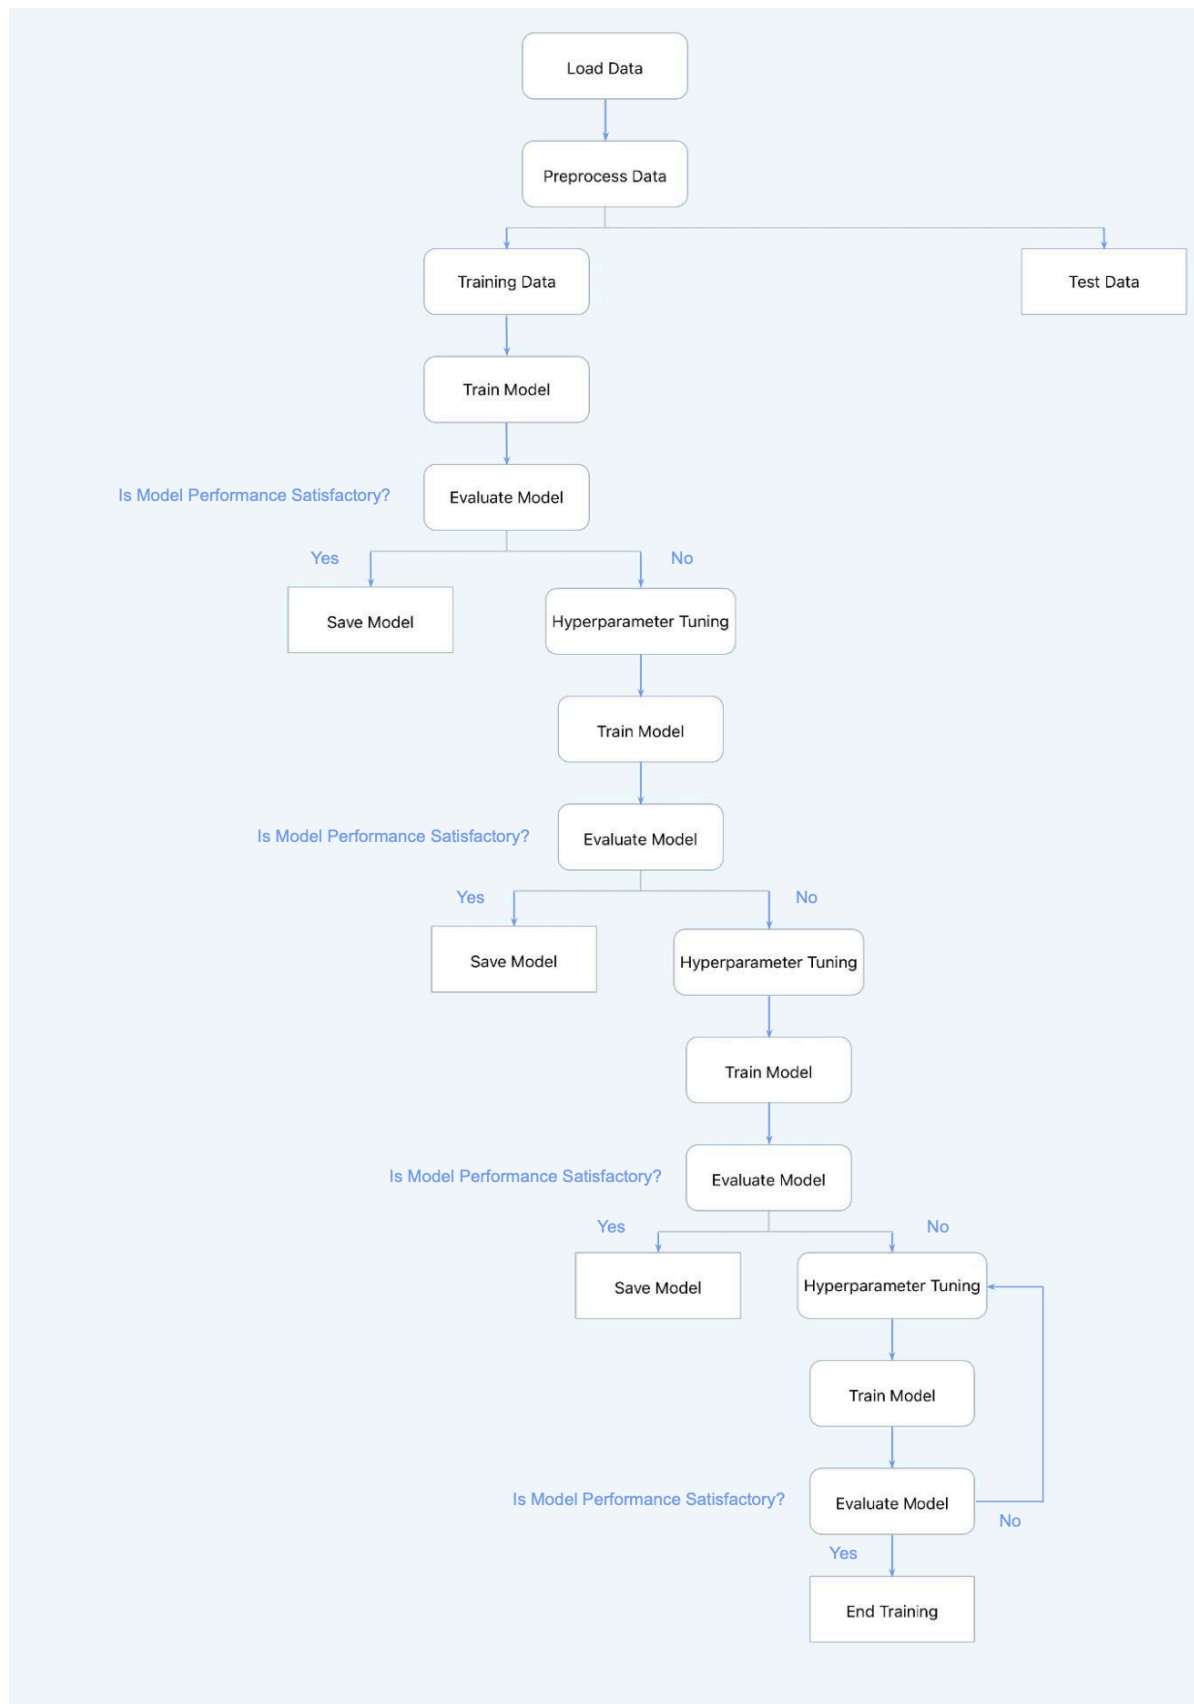 Load Data
Preprocess Data
Training Data
Test Data
Train Model
Is Model Performance Satisfactory?
Evaluate Model
Yes
No
Save Model
Hyperparameter Tuning
Train Model
Is Model Performance Satisfactory?
Evaluate Model
Yes
No
Save Model
Hyperparameter Tuning
Train Model
Is Model Performance Satisfactory?
Evaluate Model
Yes
No
Save Model
Hyperparameter Tuning
Train Model
Is Model Performance Satisfactory?
Evaluate Model
No
Yes
End Training